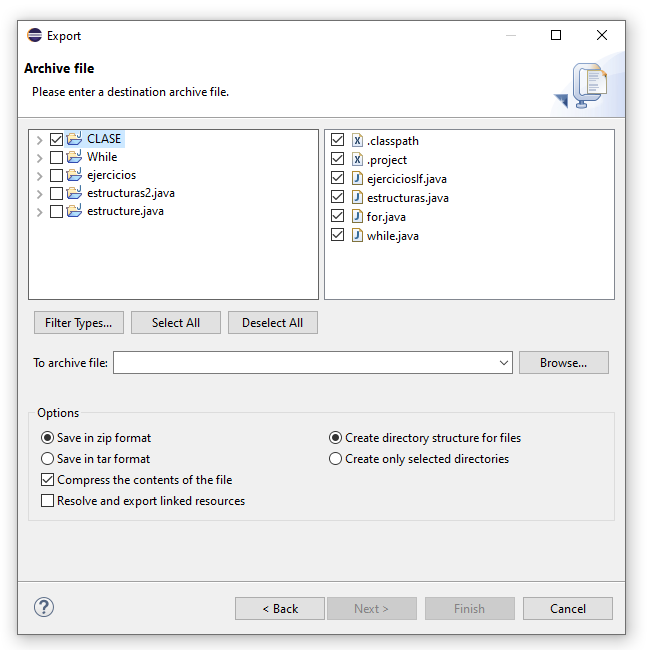 Export
Archive file
Please enter a destination archive file.
CLASE
While
ejercicios
estructuras2.java
estructure.java
.classpath
.project
ejerciciosIf.java
estructuras.java
for.java
while.java
Filter Types...
Select All
Deselect All
To archive file:
Browse...
Options
Save in zip format
Create directory structure for files
Save in tar format
Create only selected directories
Compress the contents of the file
Resolve and export linked resources
?
< Back
Next >
Finish
Cancel